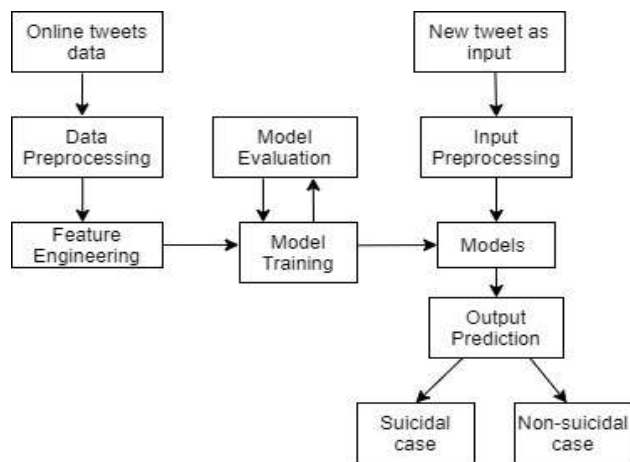 Online tweets
data
New tweet as
input
Data
Preprocessing
Model
Evaluation
Input
Preprocessing
Feature
Engineering
Model
Training
Models
Output
Prediction
Suicidal
case
Non-suicidal
case